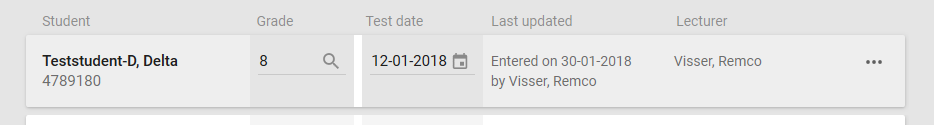 Student Grade Test date Last updated Lecturer
Teststudent-D, Delta 8 12-01-2018 Entered on 30-01-2018 Visser, Remco
4789180 by Visser, Remco